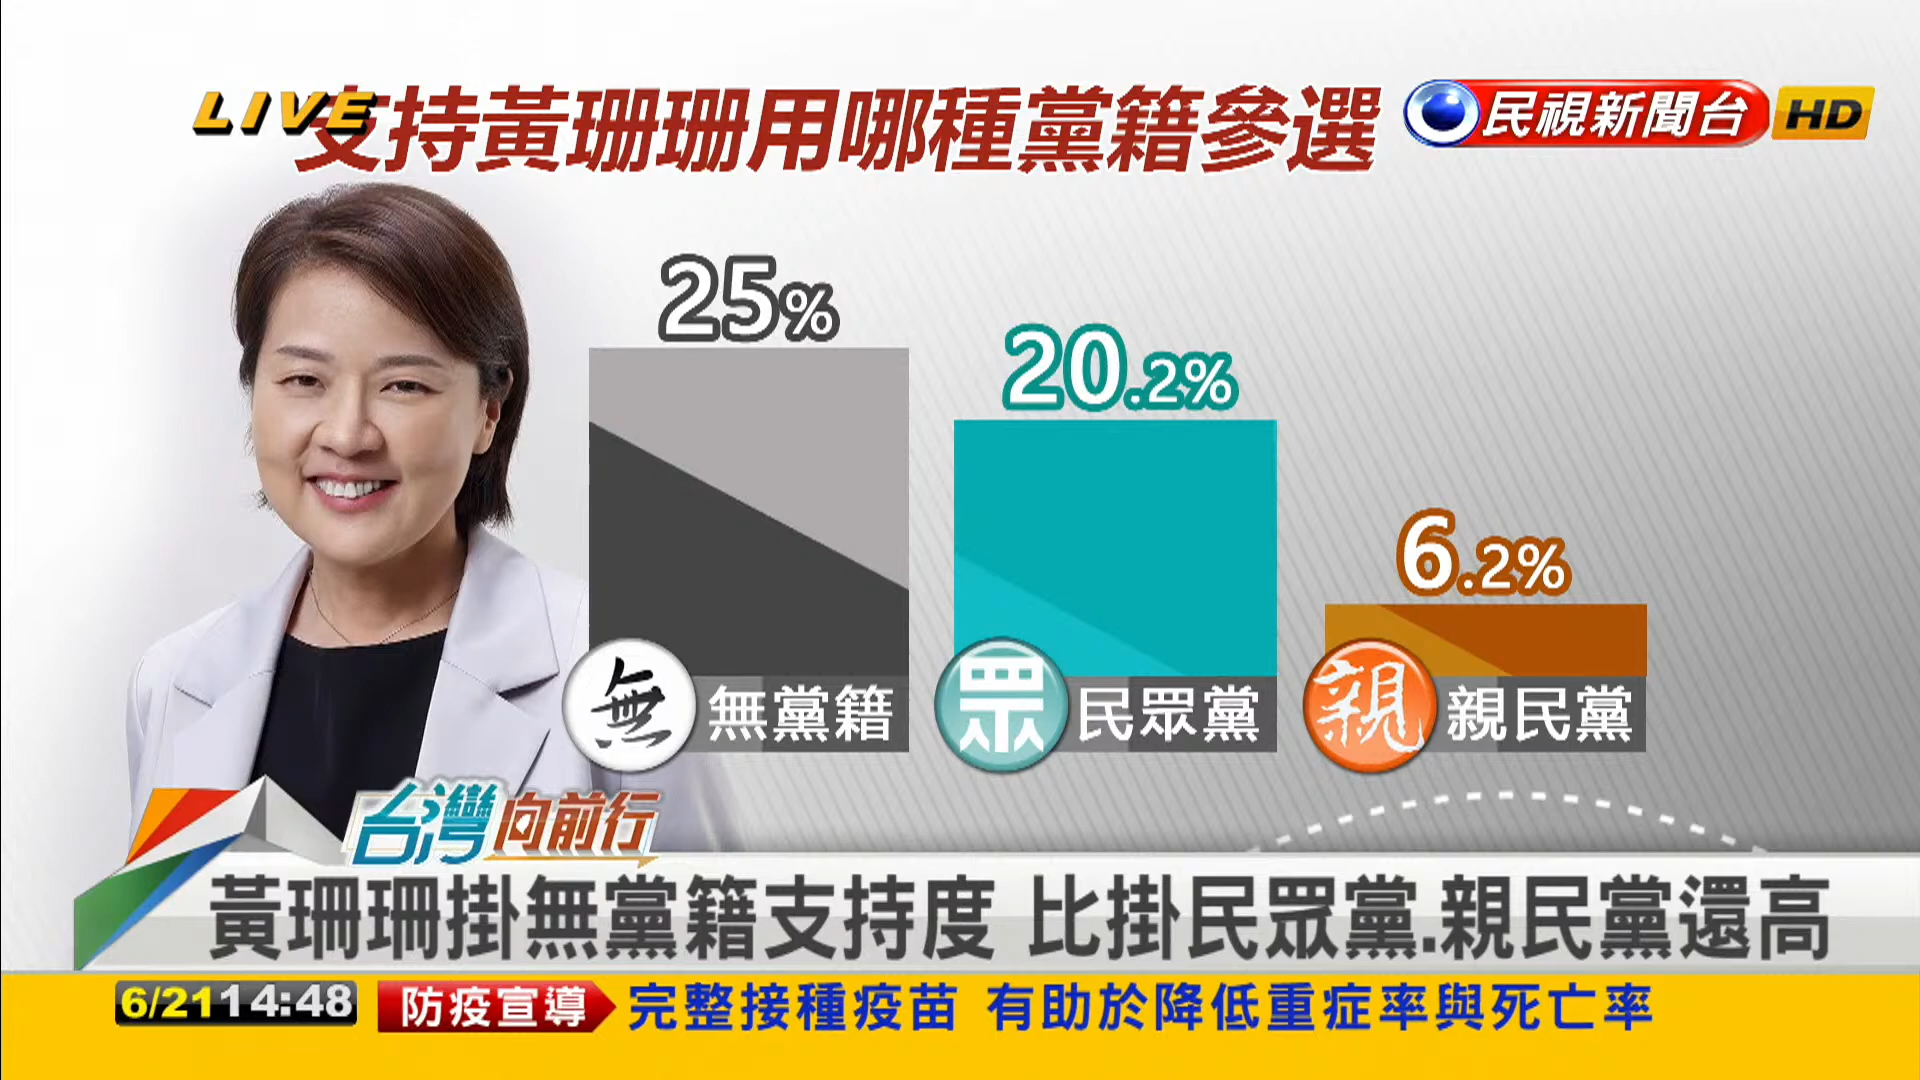 LIVE
支持黃珊珊用哪種黨籍參選
民視新聞台 HD
25%
20.2%
6.2%
無 無黨籍
眾 民眾黨
親 親民黨
台灣向前行
黃珊珊掛無黨籍支持度 比掛民眾黨.親民黨還高
6/21 14:48 防疫宣導 完整接種疫苗 有助於降低重症率與死亡率